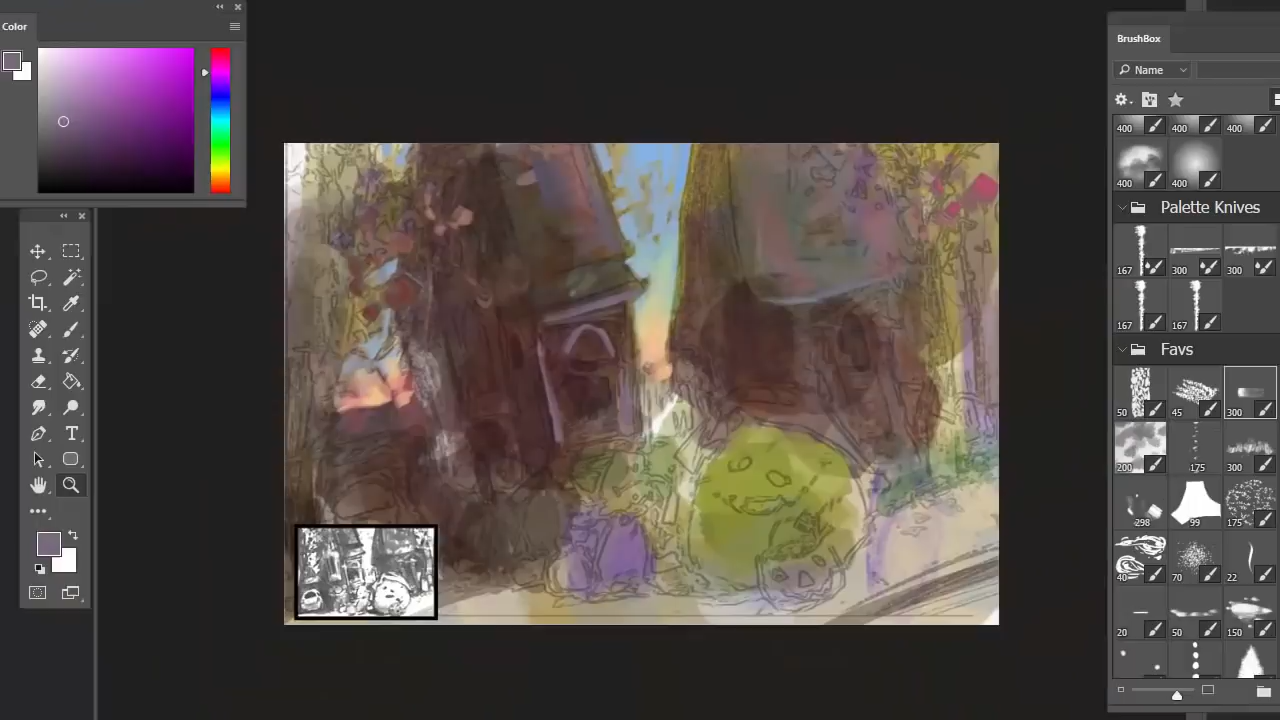 Color
BrushBox
Name
400 400 400
400 400
Palette Knives
167 300 300
167 167
Favs
50 45 300
200 175 300
298 99 175
40 70 22
20 50 150
T